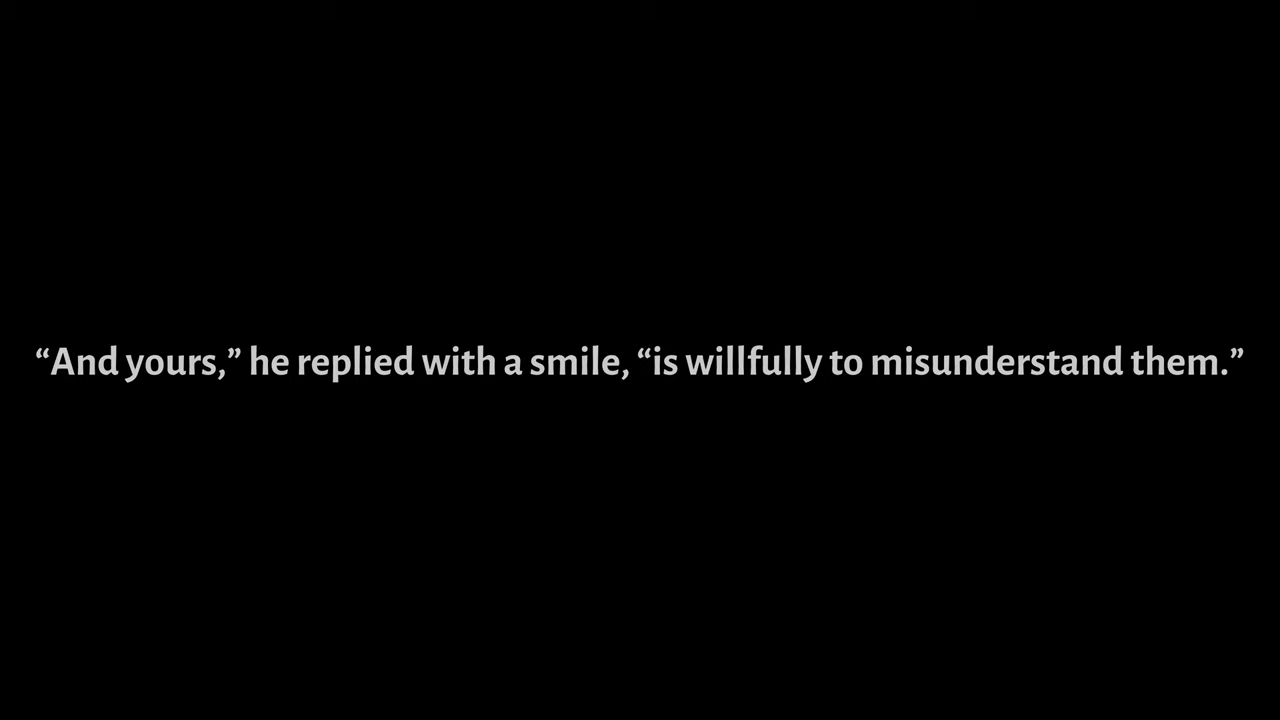 “And yours,” he replied with a smile, “is willfully to misunderstand them.”